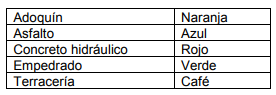 Adoquín Naranja
Asfalto Azul
Concreto hidráulico Rojo
Empedrado Verde
Terracería Café